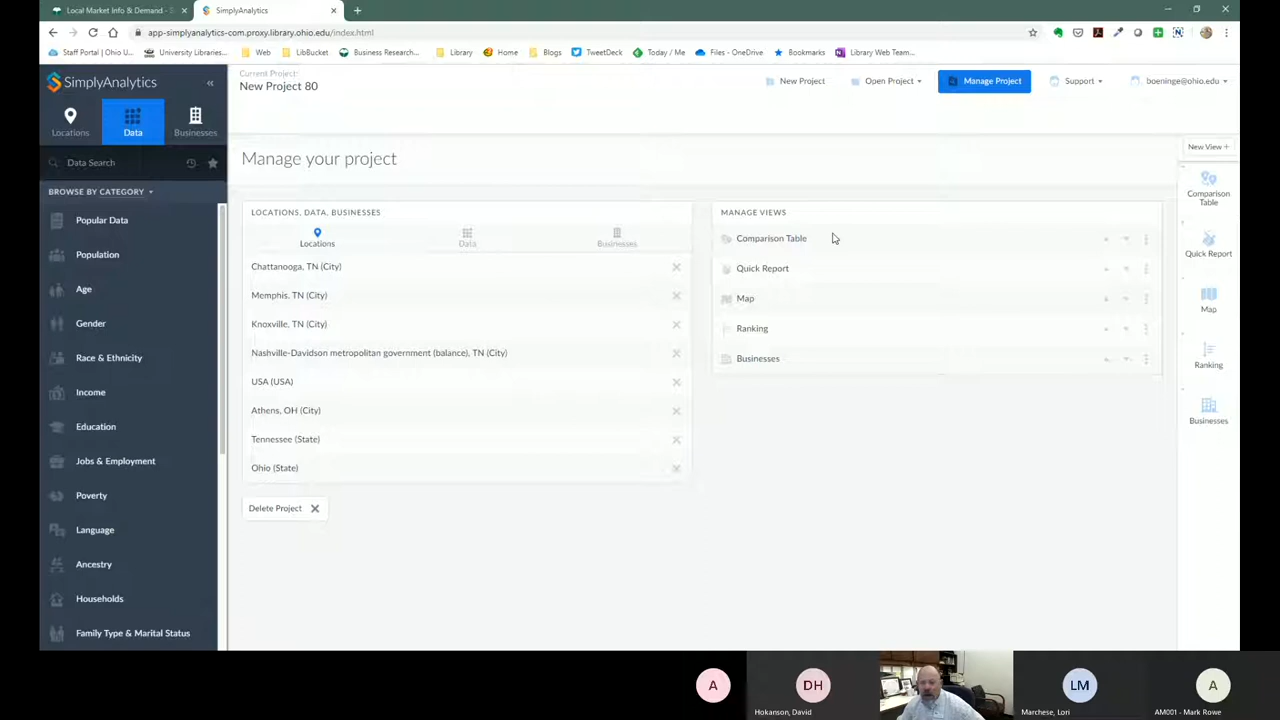 Local Market Info & Demand - S
SimplyAnalytics
app-simplyanalytics-com.proxy.library.ohio.edu/index.html
Staff Portal | Ohio U...
University Libraries...
Web
LibBucket
Business Research...
Library
Home
Blogs
TweetDeck
Today / Me
Files - OneDrive
Bookmarks
Library Web Team...
SimplyAnalytics
Current Project:
New Project 80
New Project
Open Project
Manage Project
Support
boeninge@ohio.edu
Locations
Data
Businesses
Data Search
BROWSE BY CATEGORY
Popular Data
Population
Age
Gender
Race & Ethnicity
Income
Education
Jobs & Employment
Poverty
Language
Ancestry
Households
Family Type & Marital Status
Manage your project
LOCATIONS, DATA, BUSINESSES
Locations
Data
Businesses
Chattanooga, TN (City)
Memphis, TN (City)
Knoxville, TN (City)
Nashville-Davidson metropolitan government (balance), TN (City)
USA (USA)
Athens, OH (City)
Tennessee (State)
Ohio (State)
Delete Project
MANAGE VIEWS
Comparison Table
Quick Report
Map
Ranking
Businesses
New View +
Comparison
Table
Quick Report
Map
Ranking
Businesses
A
DH
Hokanson, David
LM
Marchese, Lori
A
AM001 - Mark Rowe